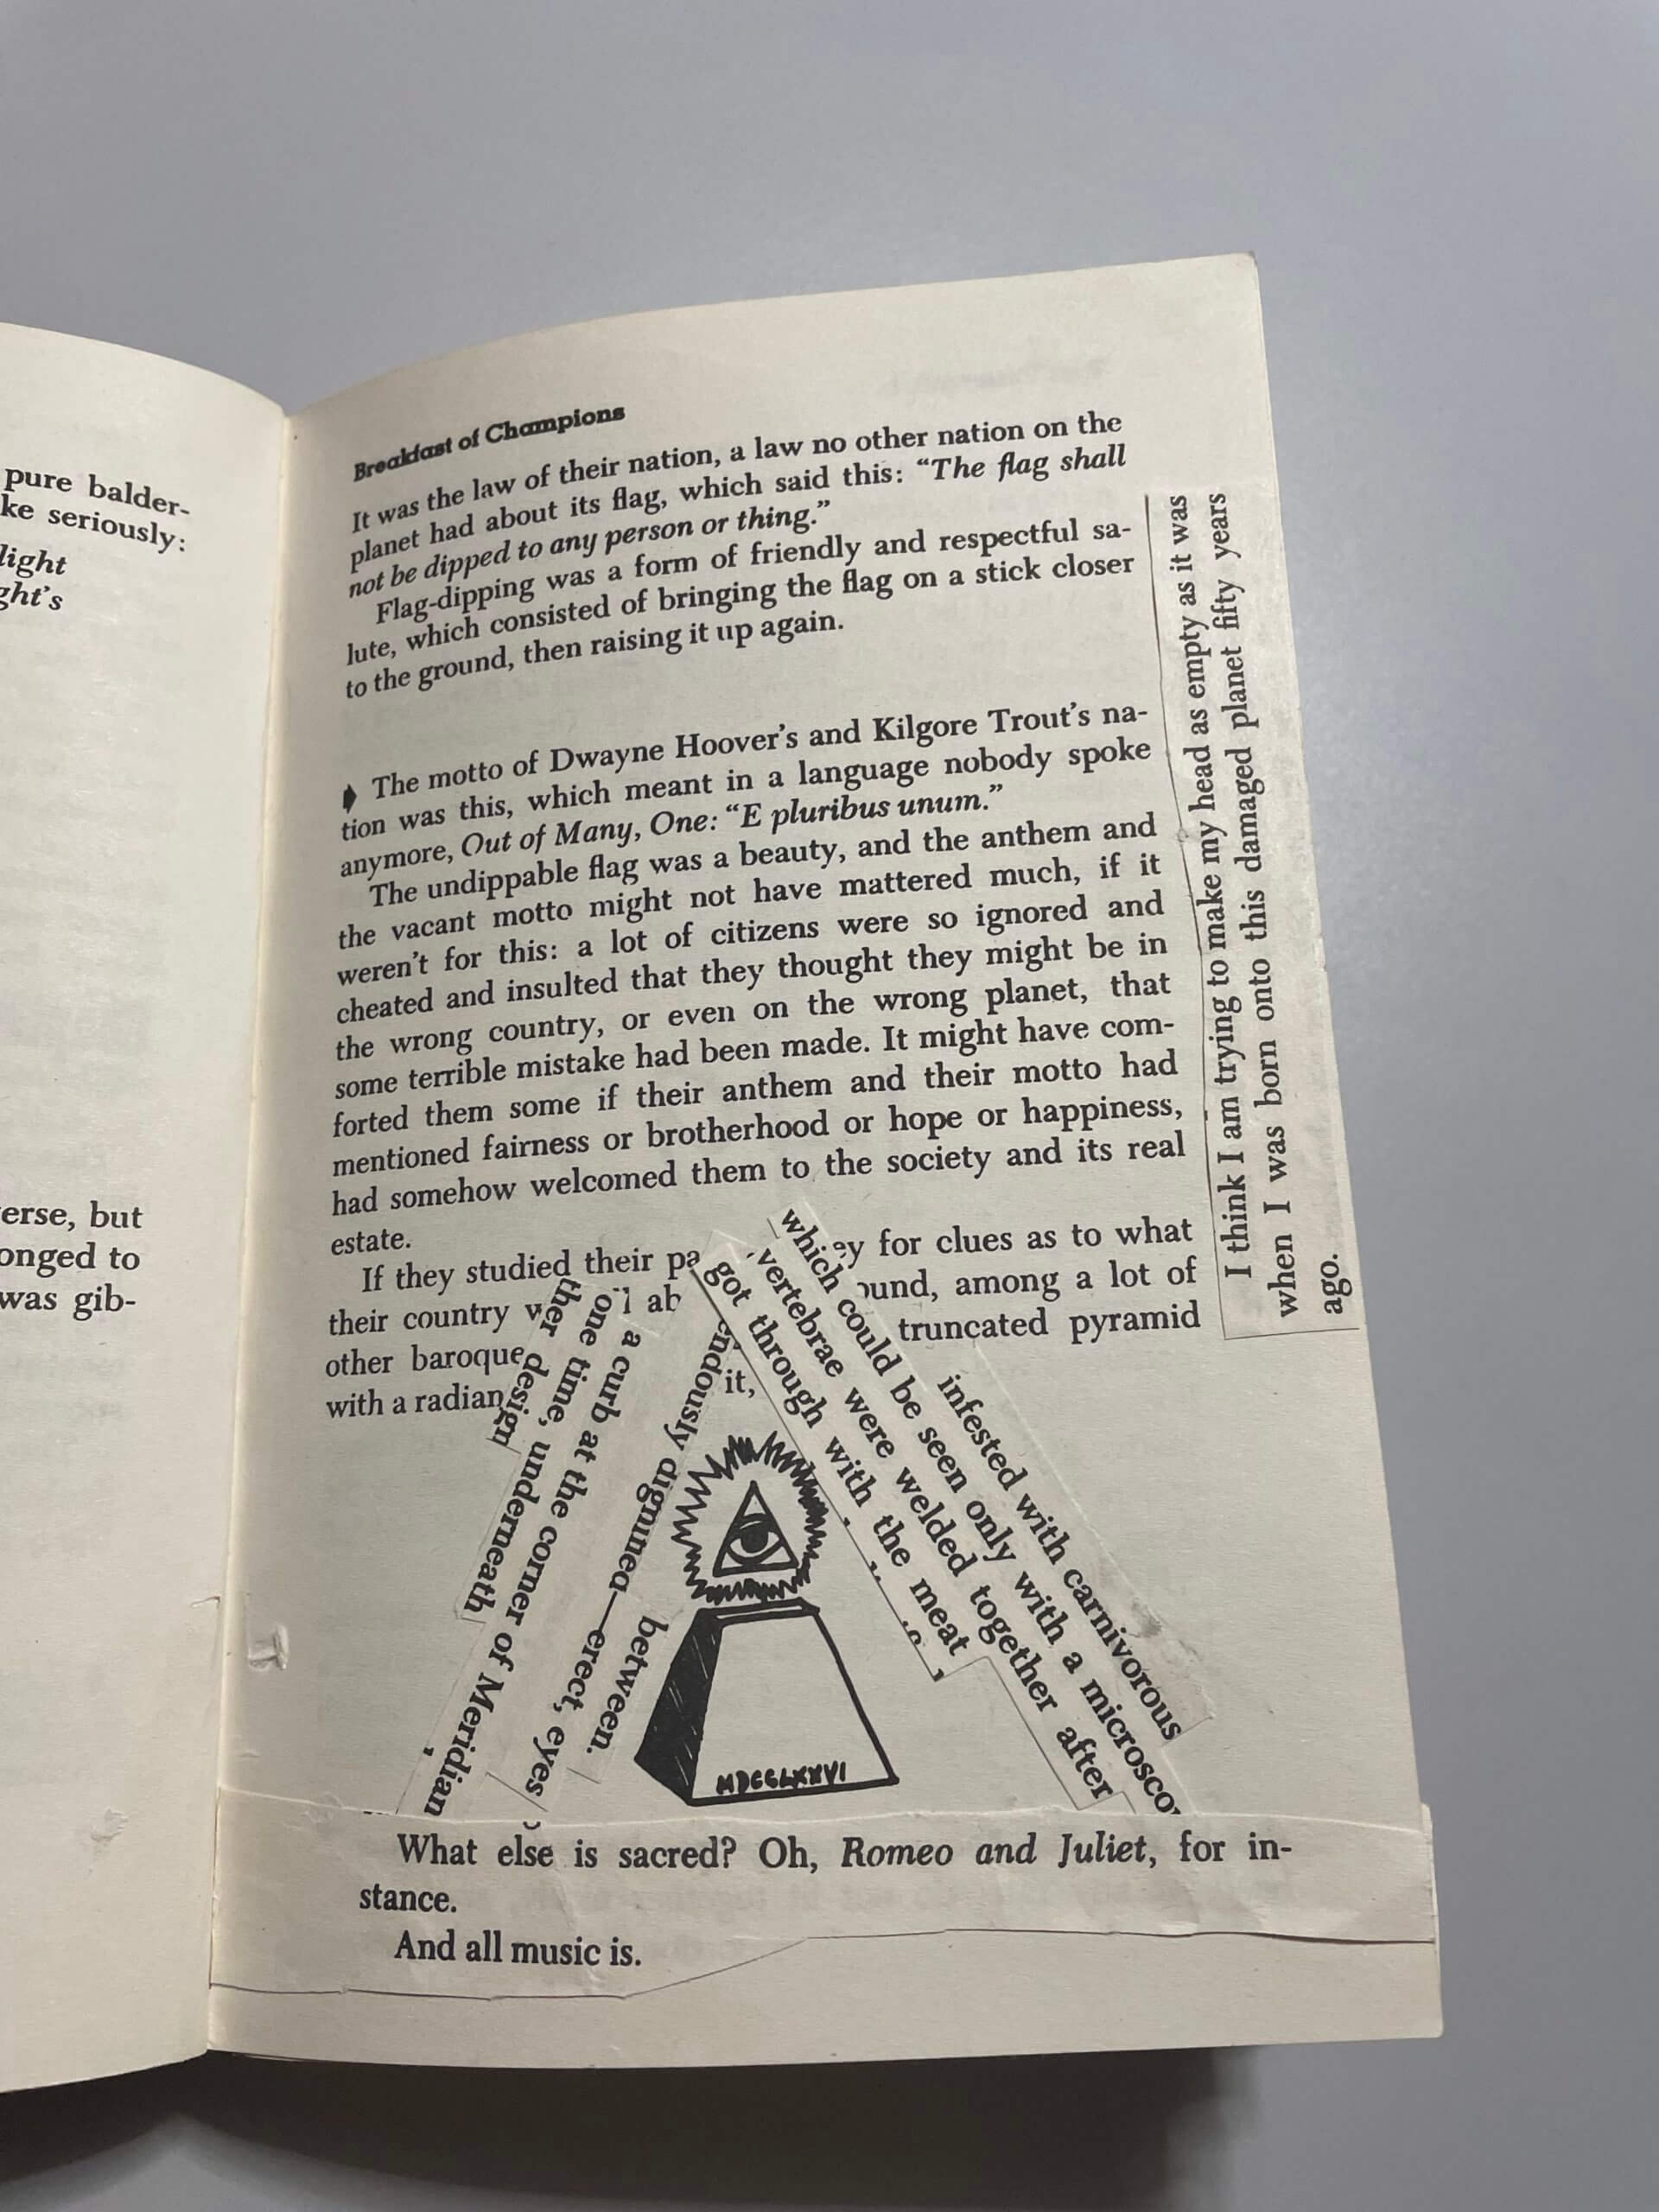 pure balder-
ke seriously:
light
ght's
erse, but
onged to
was gib-
Breakfast of Champions
It was the law of their nation, a law no other nation on the
planet had about its flag, which said this: “The flag shall
not be dipped to any person or thing.”
Flag-dipping was a form of friendly and respectful sa-
lute, which consisted of bringing the flag on a stick closer
to the ground, then raising it up again.
The motto of Dwayne Hoover’s and Kilgore Trout’s na-
tion was this, which meant in a language nobody spoke
anymore, Out of Many, One: “E pluribus unum.”
The undippable flag was a beauty, and the anthem and
the vacant motto might not have mattered much, if it
weren’t for this: a lot of citizens were so ignored and
cheated and insulted that they thought they might be in
the wrong country, or even on the wrong planet, that
some terrible mistake had been made. It might have com-
forted them some if their anthem and their motto had
mentioned fairness or brotherhood or hope or happiness,
had somehow welcomed them to the society and its real
estate.
If they studied their pa ey for clues as to what
their country w l ab ound, among a lot of
other baroque truncated pyramid
with a radian it,
ther design
one time, underneath
a curb at the corner of Meridian
endously dignified—erect, eyes
between.
got through with the meat
vertebrae were welded together after
which could be seen only with a microsco
infested with carnivorous
MDCCLXXVI
I think I am trying to make my head as empty as it was
when I was born onto this damaged planet fifty years
ago.
What else is sacred? Oh, Romeo and Juliet, for in-
stance.
And all music is.